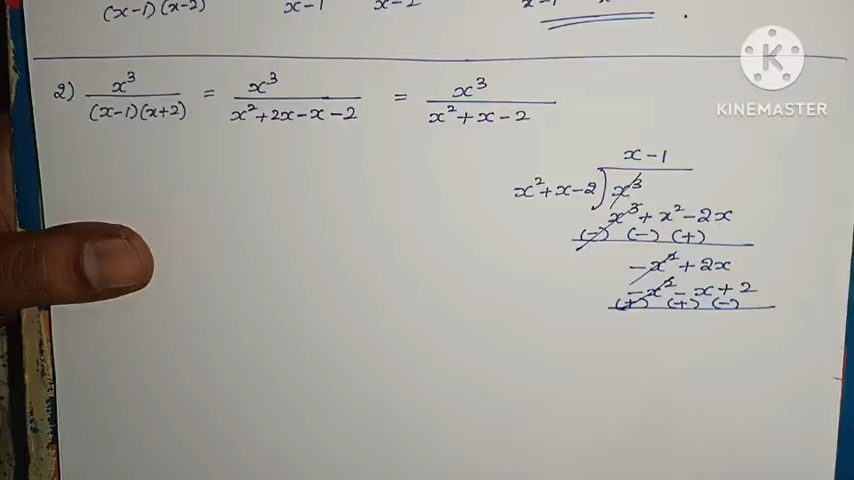 (x-1)(x-2) x-1 x-2
2) x³/(x-1)(x+2) = x³/x²+2x-x-2 = x³/x²+x-2
KINEMASTER
x-1
x²+x-2 ) x³
x³+x²-2x
(-) (-) (+)
-x²+2x
-x²-x+2
(+) (+) (-)